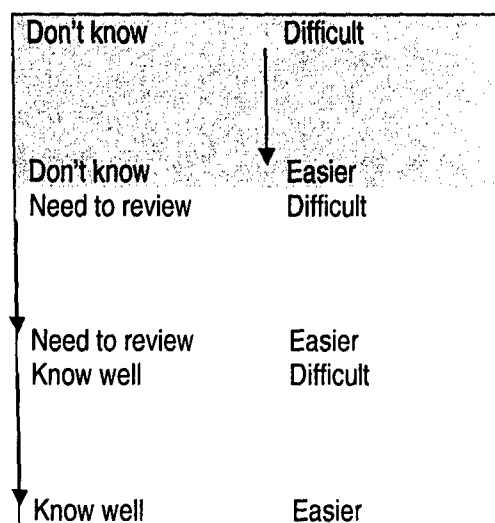 Don't know Difficult
Don't know Easier
Need to review Difficult
Need to review Easier
Know well Difficult
Know well Easier